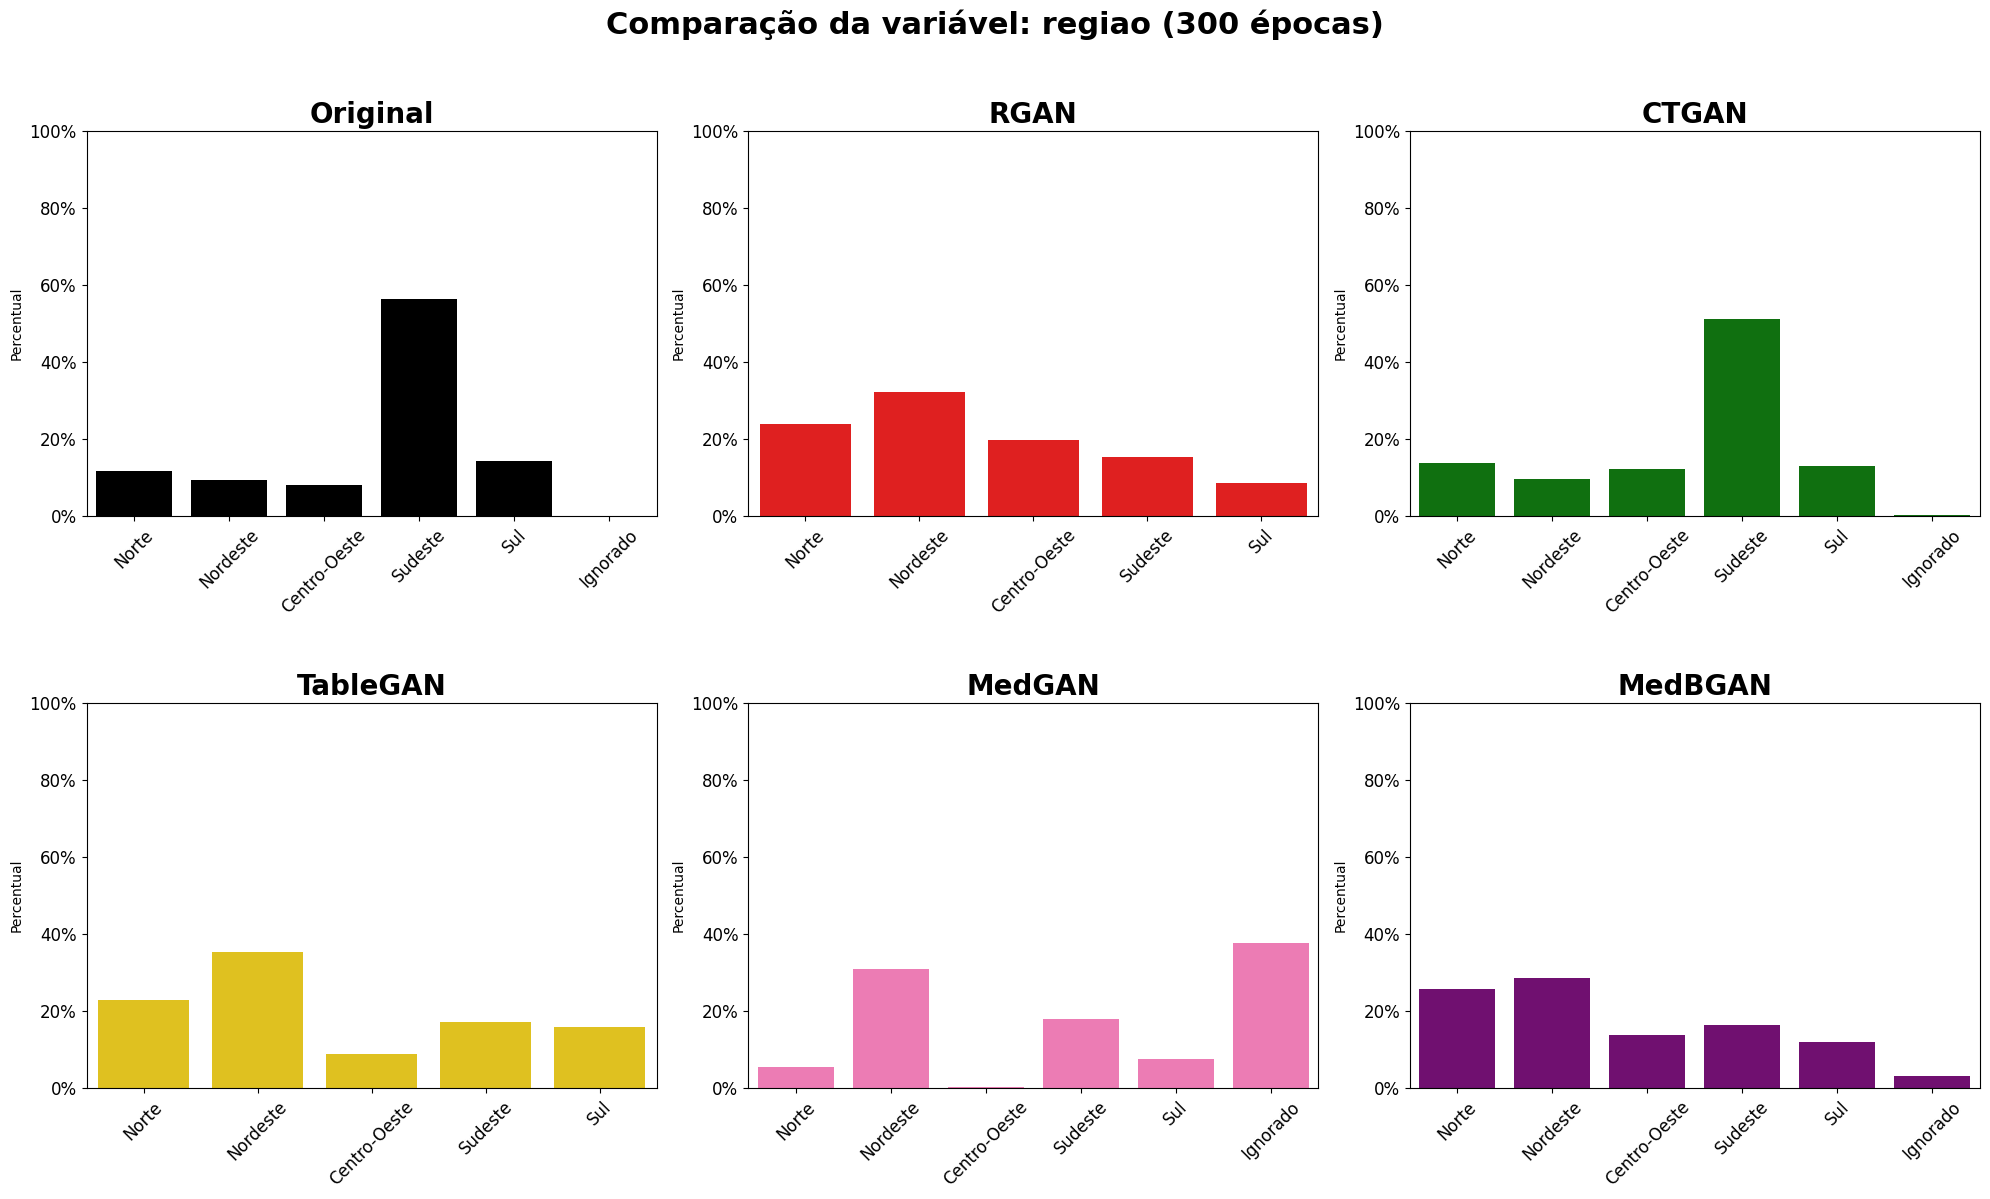 Comparação da variável: regiao (300 épocas)
Original
RGAN
CTGAN
100%
80%
60%
40%
20%
0%
Percentual
Norte
Nordeste
Centro-Oeste
Sudeste
Sul
Ignorado
100%
80%
60%
40%
20%
0%
Percentual
Norte
Nordeste
Centro-Oeste
Sudeste
Sul
100%
80%
60%
40%
20%
0%
Percentual
Norte
Nordeste
Centro-Oeste
Sudeste
Sul
Ignorado
TableGAN
MedGAN
MedBGAN
100%
80%
60%
40%
20%
0%
Percentual
Norte
Nordeste
Centro-Oeste
Sudeste
Sul
100%
80%
60%
40%
20%
0%
Percentual
Norte
Nordeste
Centro-Oeste
Sudeste
Sul
Ignorado
100%
80%
60%
40%
20%
0%
Percentual
Norte
Nordeste
Centro-Oeste
Sudeste
Sul
Ignorado